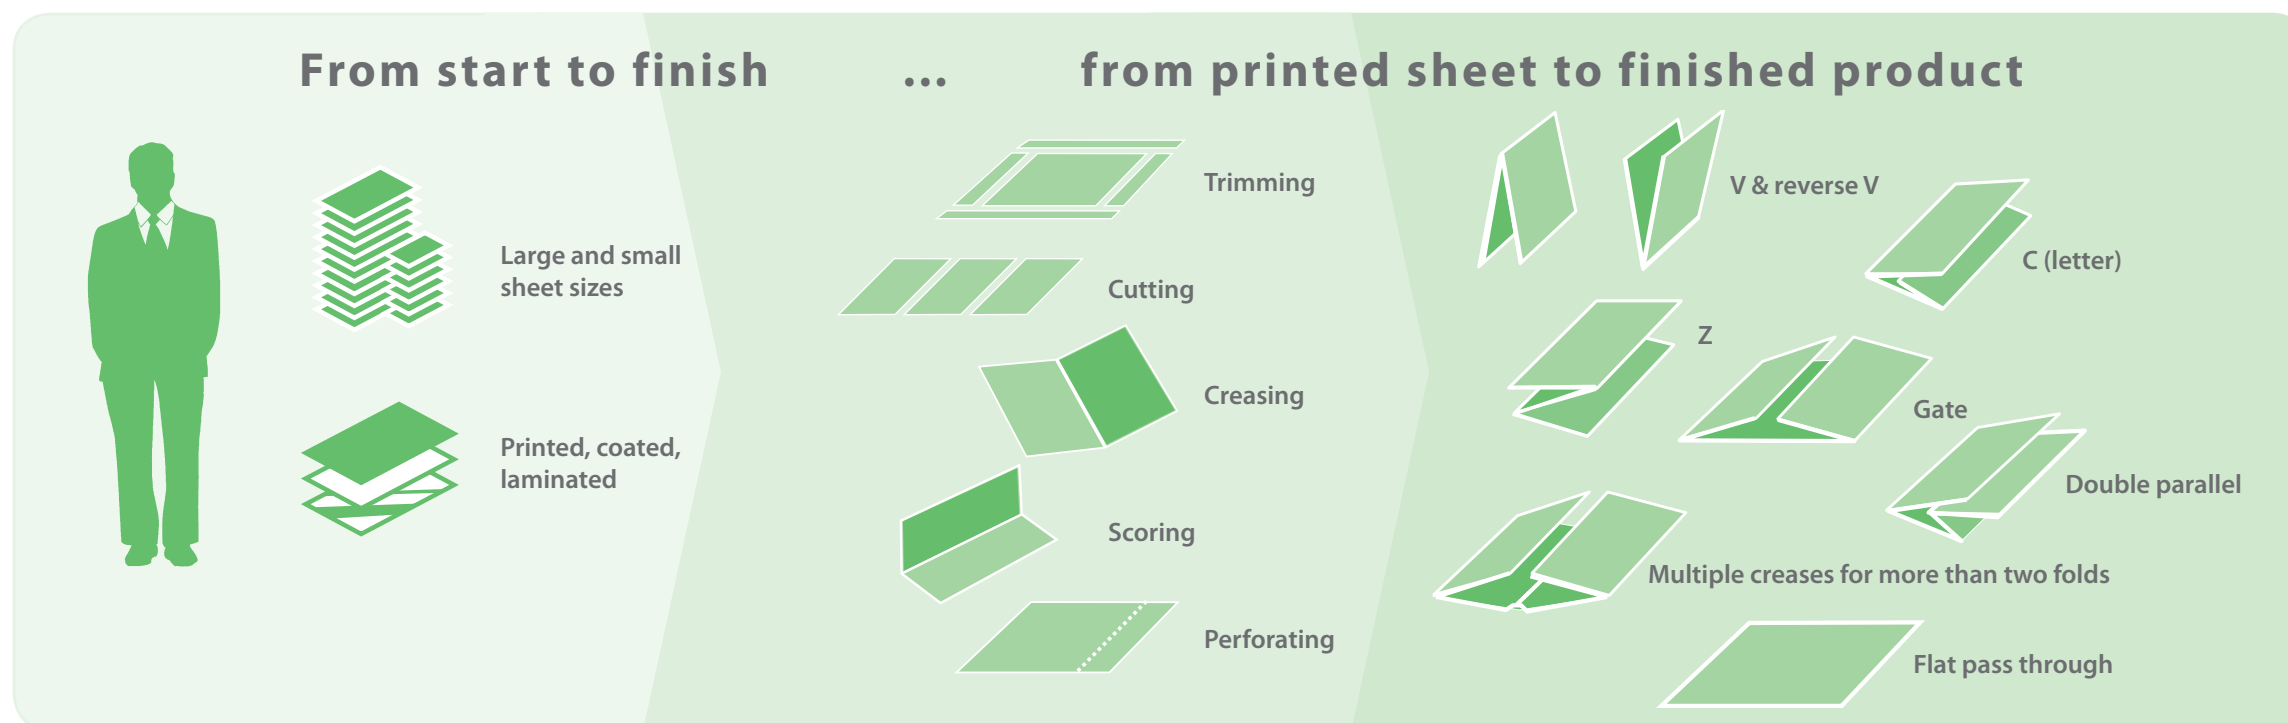 From start to finish ... from printed sheet to finished product
Large and small
sheet sizes
Printed, coated,
laminated
Trimming
Cutting
Creasing
Scoring
Perforating
V & reverse V
C (letter)
Z
Gate
Double parallel
Multiple creases for more than two folds
Flat pass through